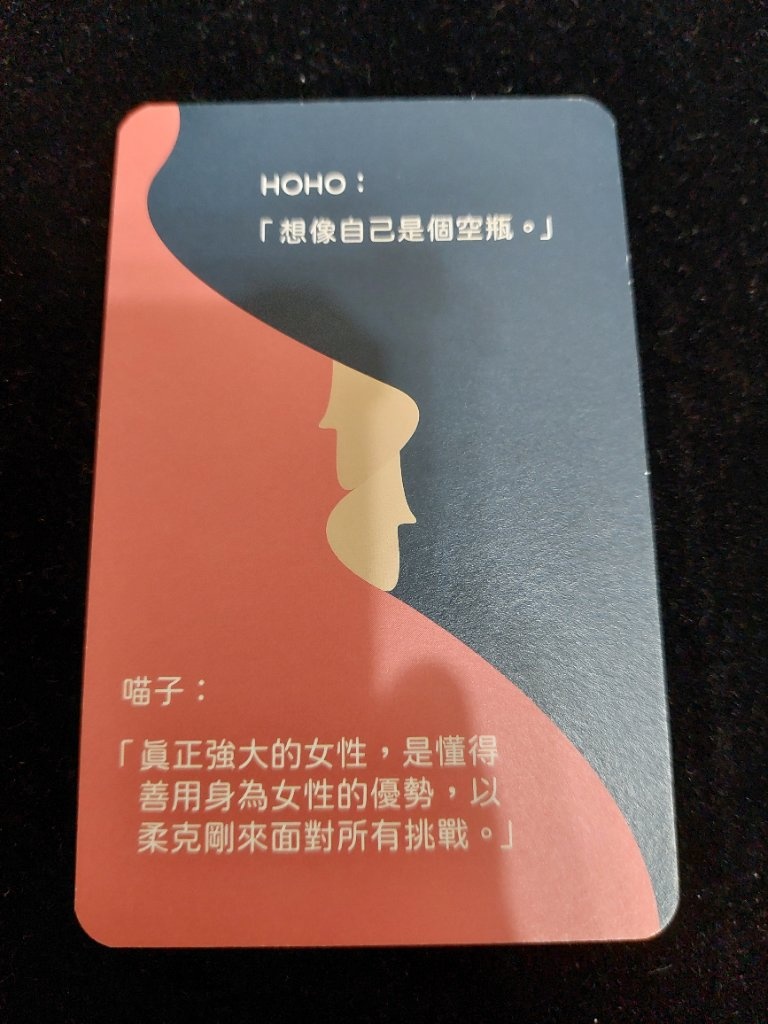 HOHO：
「想像自己是個空瓶。」
喵子：
「眞正強大的女性，是懂得
善用身為女性的優勢，以
柔克剛來面對所有挑戰。」